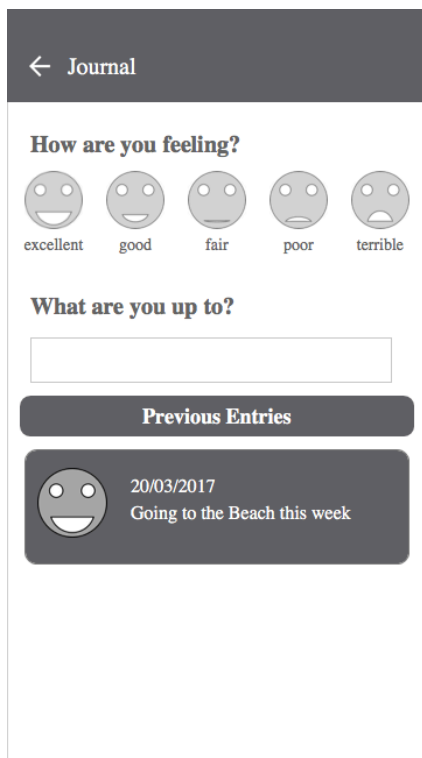 Journal
How are you feeling?
excellent good fair poor terrible
What are you up to?
Previous Entries
20/03/2017
Going to the Beach this week